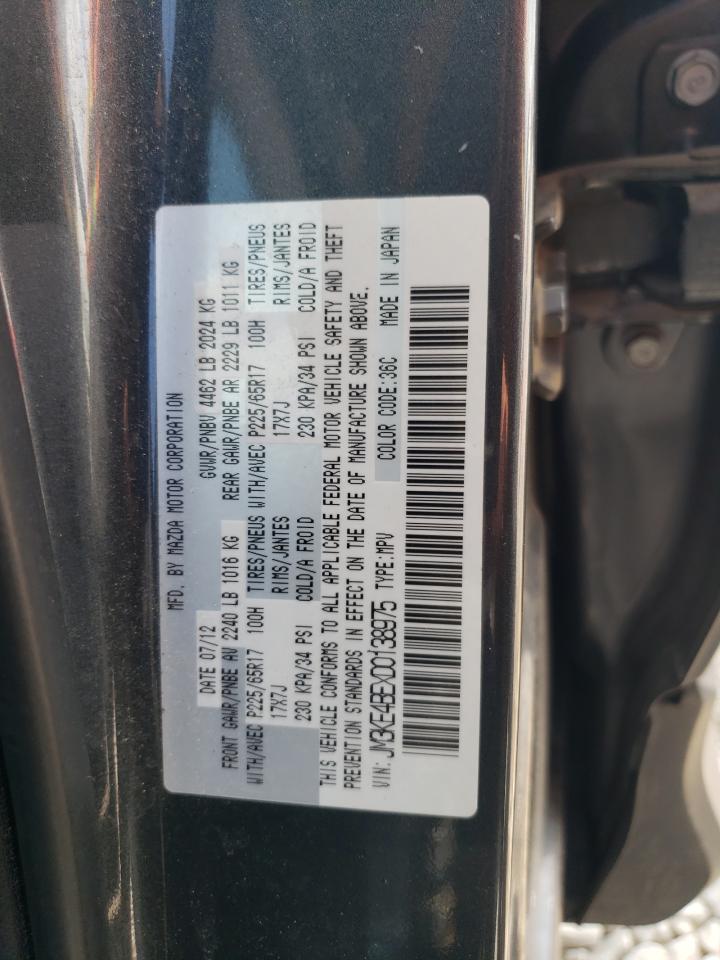 MFD. BY MAZDA MOTOR CORPORATION
DATE 07/12 GVWR/PNBV 4462 LB 2024 KG
FRONT GAWR/PNBE AV 2240 LB 1016 KG REAR GAWR/PNBE AR 2229 LB 1011 KG
WITH/AVEC P225/65R17 100H TIRES/PNEUS WITH/AVEC P225/65R17 100H TIRES/PNEUS
17X7J RIMS/JANTES 17X7J RIMS/JANTES
230 KPA/34 PSI COLD/A FROID 230 KPA/34 PSI COLD/A FROID
THIS VEHICLE CONFORMS TO ALL APPLICABLE FEDERAL MOTOR VEHICLE SAFETY AND THEFT
PREVENTION STANDARDS IN EFFECT ON THE DATE OF MANUFACTURE SHOWN ABOVE.
VIN: JM3KE4BEXD0138975 TYPE:MPV COLOR CODE:36C MADE IN JAPAN